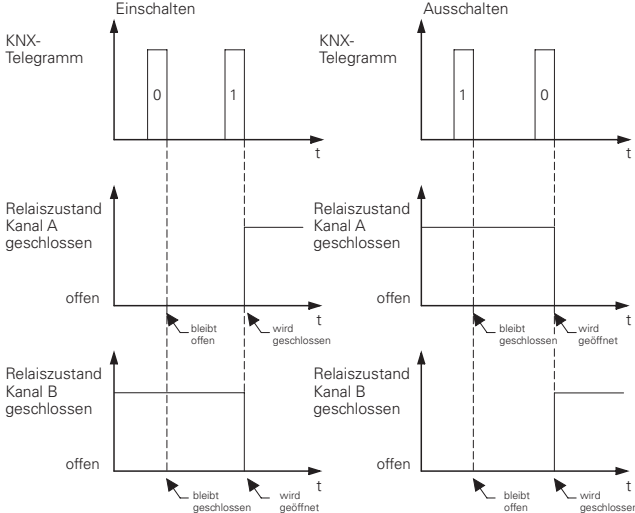 Einschalten
KNX-
Telegramm
0
1
t
Relaiszustand
Kanal A
geschlossen
offen
t
bleibt
offen
wird
geschlossen
Relaiszustand
Kanal B
geschlossen
offen
t
bleibt
geschlossen
wird
geöffnet
Ausschalten
KNX-
Telegramm
1
0
t
Relaiszustand
Kanal A
geschlossen
offen
t
bleibt
geschlossen
wird
geöffnet
Relaiszustand
Kanal B
geschlossen
offen
t
bleibt
offen
wird
geschlossen